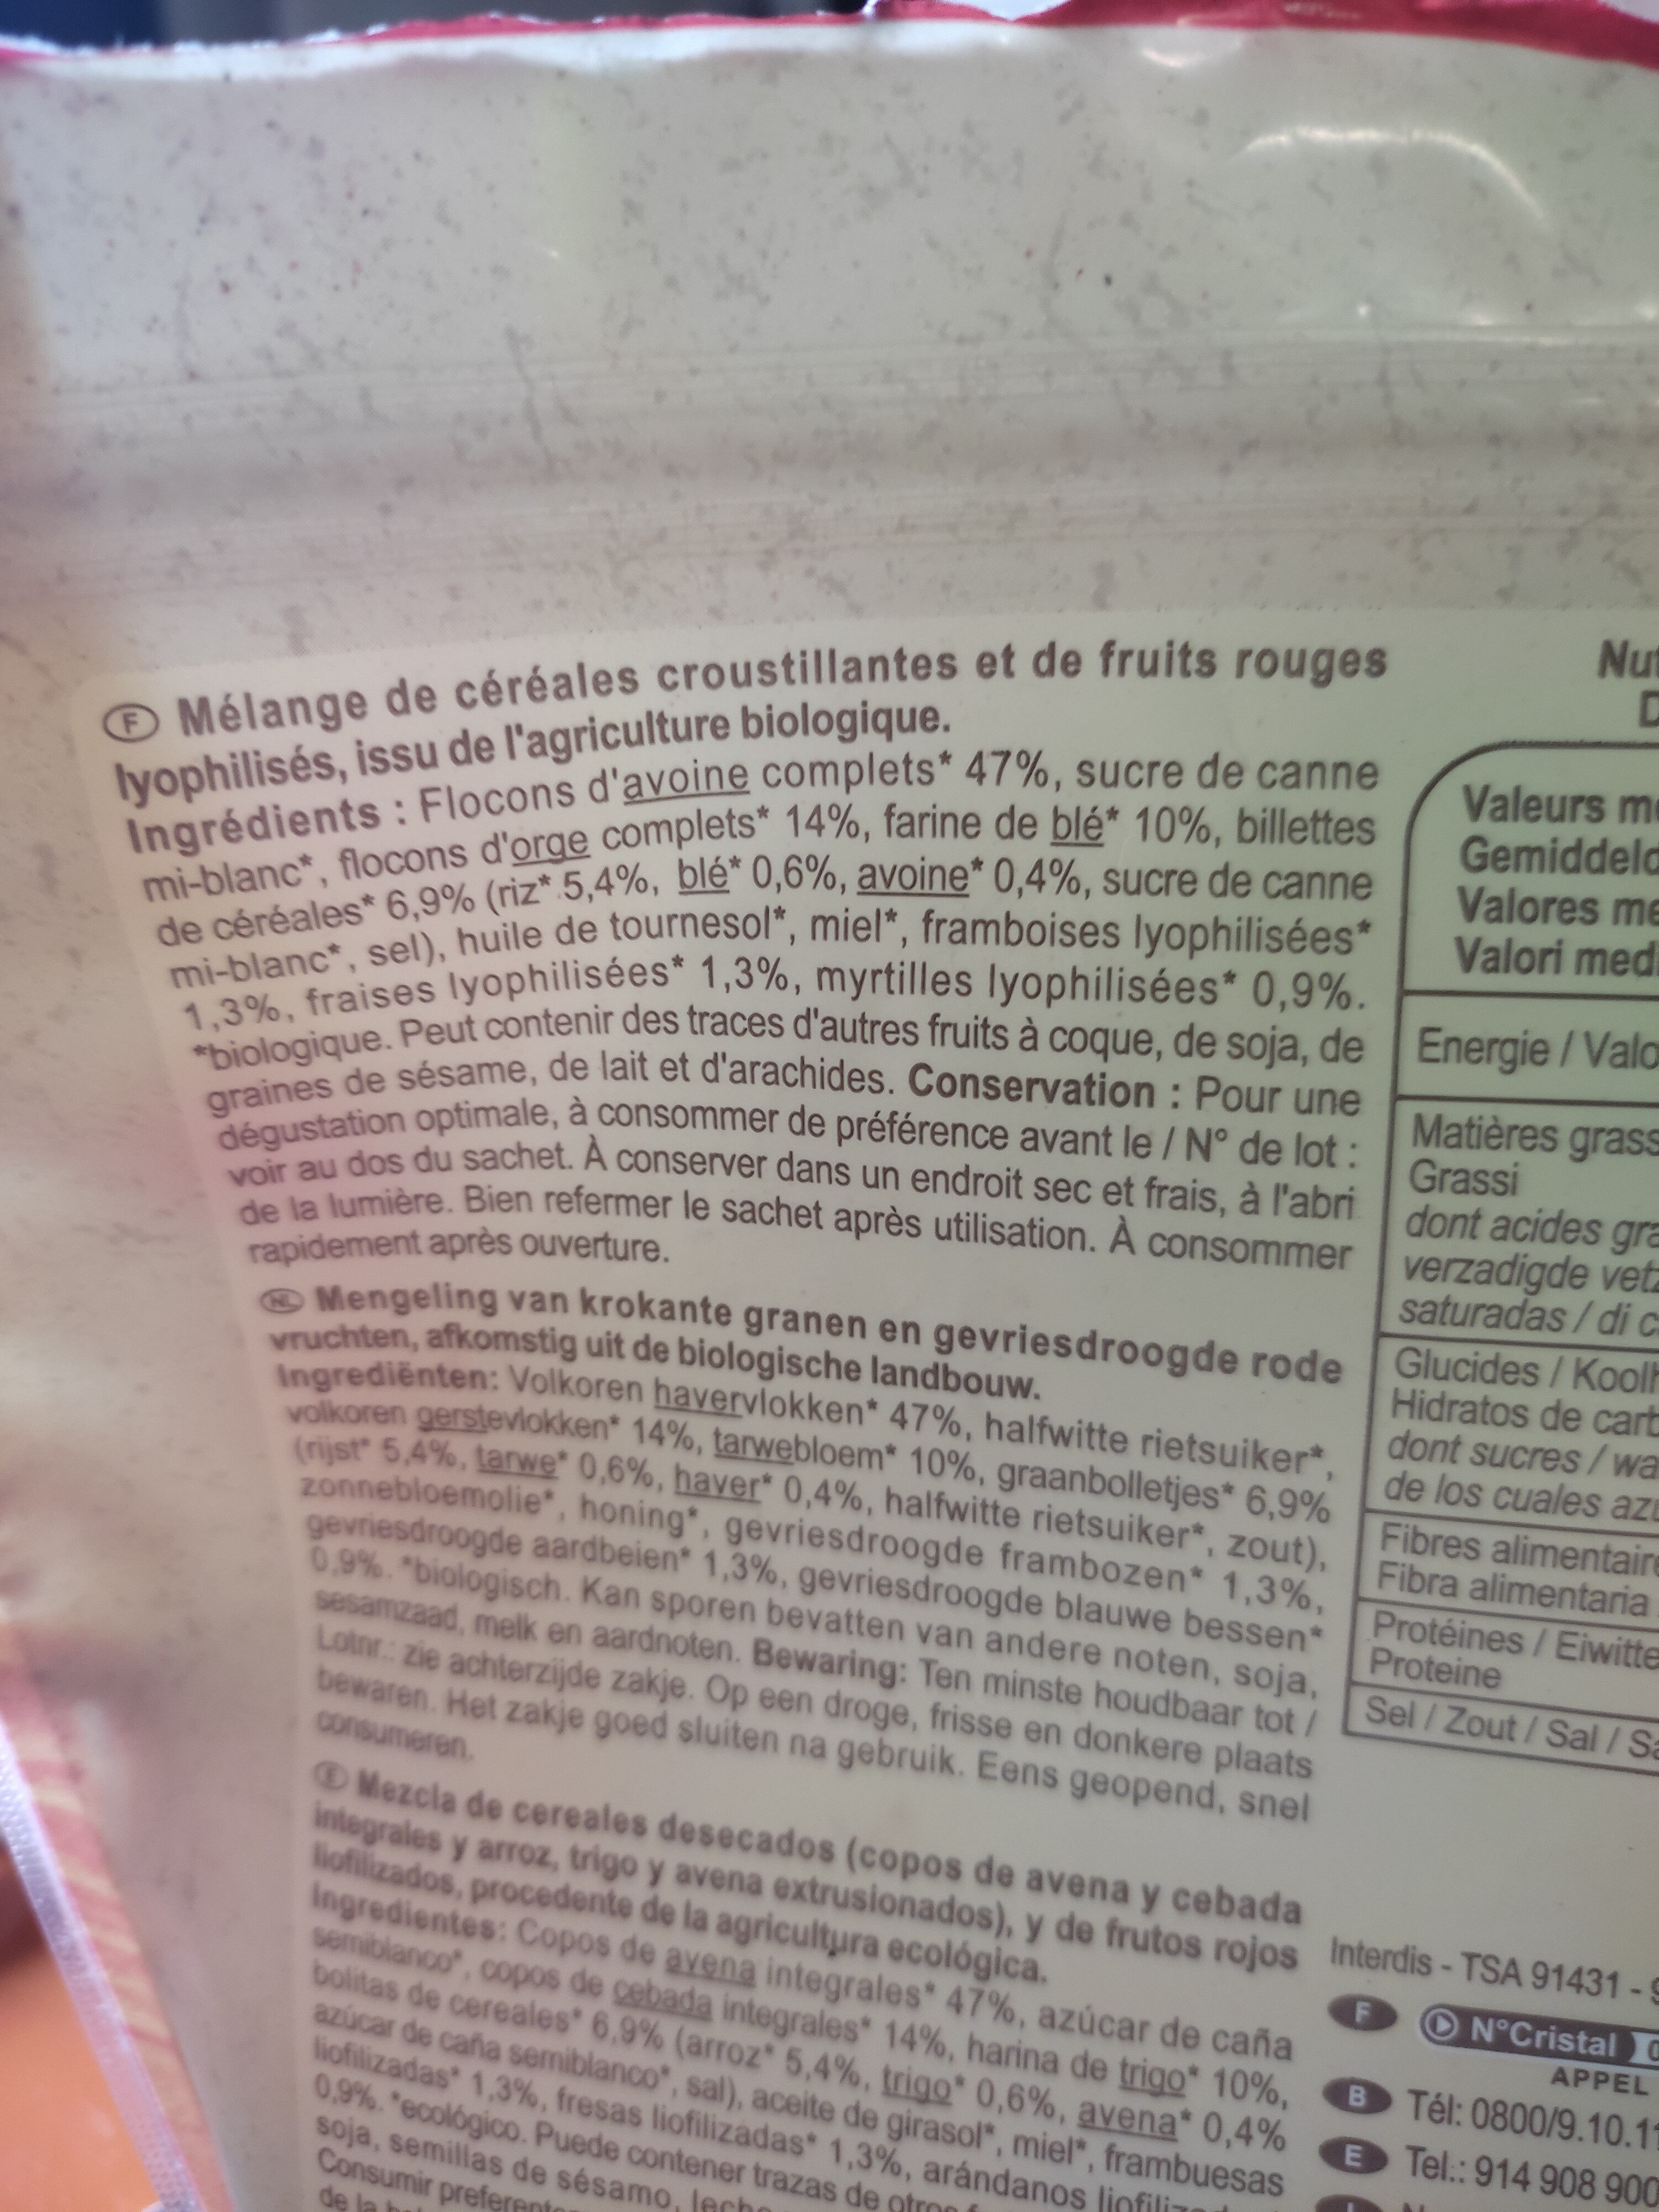 F Mélange de céréales croustillantes et de fruits rouges
lyophilisés, issu de l'agriculture biologique.
Ingrédients : Flocons d'avoine complets* 47%, sucre de canne
mi-blanc*, flocons d'orge complets* 14%, farine de blé* 10%, billettes
de céréales* 6,9% (riz* 5,4%, blé* 0,6%, avoine* 0,4%, sucre de canne
mi-blanc*, sel), huile de tournesol*, miel*, framboises lyophilisées*
1,3%, fraises lyophilisées* 1,3%, myrtilles lyophilisées* 0,9%.
*biologique. Peut contenir des traces d'autres fruits à coque, de soja, de
graines de sésame, de lait et d'arachides. Conservation : Pour une
dégustation optimale, à consommer de préférence avant le / N° de lot :
voir au dos du sachet. À conserver dans un endroit sec et frais, à l'abri
de la lumière. Bien refermer le sachet après utilisation. À consommer
rapidement après ouverture.
NL Mengeling van krokante granen en gevriesdroogde rode
vruchten, afkomstig uit de biologische landbouw.
Ingrediënten: Volkoren havervlokken* 47%, halfwitte rietsuiker*,
volkoren gerstevlokken* 14%, tarwebloem* 10%, graanbolletjes* 6,9%
(rijst* 5,4%, tarwe* 0,6%, haver* 0,4%, halfwitte rietsuiker*, zout),
zonnebloemolie*, honing*, gevriesdroogde frambozen* 1,3%,
gevriesdroogde aardbeien* 1,3%, gevriesdroogde blauwe bessen*
0,9%. *biologisch. Kan sporen bevatten van andere noten, soja,
sesamzaad, melk en aardnoten. Bewaring: Ten minste houdbaar tot /
Lotnr.: zie achterzijde zakje. Op een droge, frisse en donkere plaats
bewaren. Het zakje goed sluiten na gebruik. Eens geopend, snel
consumeren.
E Mezcla de cereales desecados (copos de avena y cebada
integrales y arroz, trigo y avena extrusionados), y de frutos rojos
liofilizados, procedente de la agricultura ecológica.
Ingredientes: Copos de avena integrales* 47%, azúcar de caña
semiblanco*, copos de cebada integrales* 14%, harina de trigo* 10%,
bolitas de cereales* 6,9% (arroz* 5,4%, trigo* 0,6%, avena* 0,4%
azúcar de caña semiblanco*, sal), aceite de girasol*, miel*, frambuesas
liofilizadas* 1,3%, fresas liofilizadas* 1,3%, arándanos
0,9%. *ecológico. Puede contener trazas de otros
soja, semillas de sésamo,
Consumir
de la
Valeurs
Valores
Valori
Energie / Valo
Matières grass
Grassi
dont acides gra
verzadigde vetz
saturadas / di c
Glucides / Koolh
Hidratos de carb
dont sucres / wa
de los cuales azú
Fibres alimentaire
Fibra alimentaria
Protéines / Eiwitte
Proteine
Sel / Zout / Sal / Sa
Interdis - TSA 91431 -
F N°Cristal
APPEL
B Tél: 0800/9.10.11
E Tel.: 914 908 900